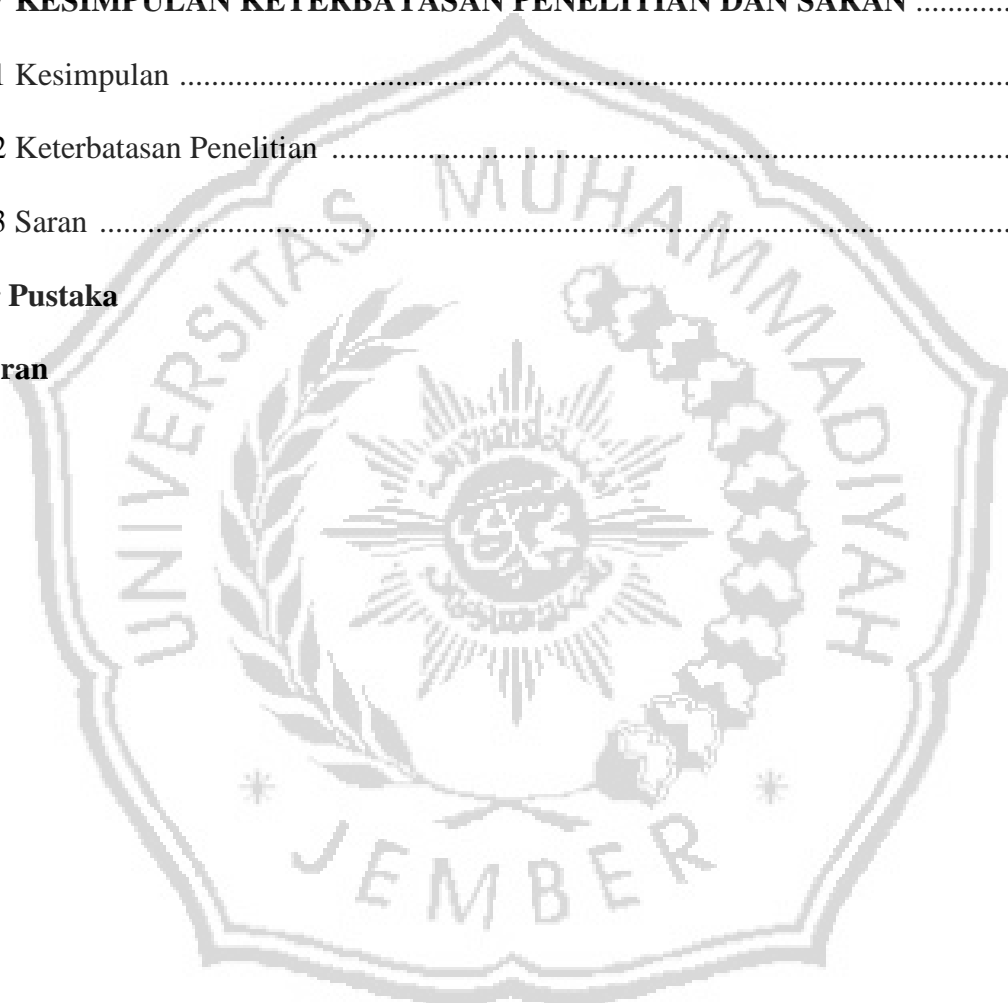 KESIMPULAN KETERBATASAN PENELITIAN DAN SARAN ............
1 Kesimpulan ........................................................................................................
2 Keterbatasan Penelitian .....................................................................................
3 Saran ..................................................................................................................
Pustaka
ran
UNIVERSITAS MUHAMMADIYAH
JEMBER